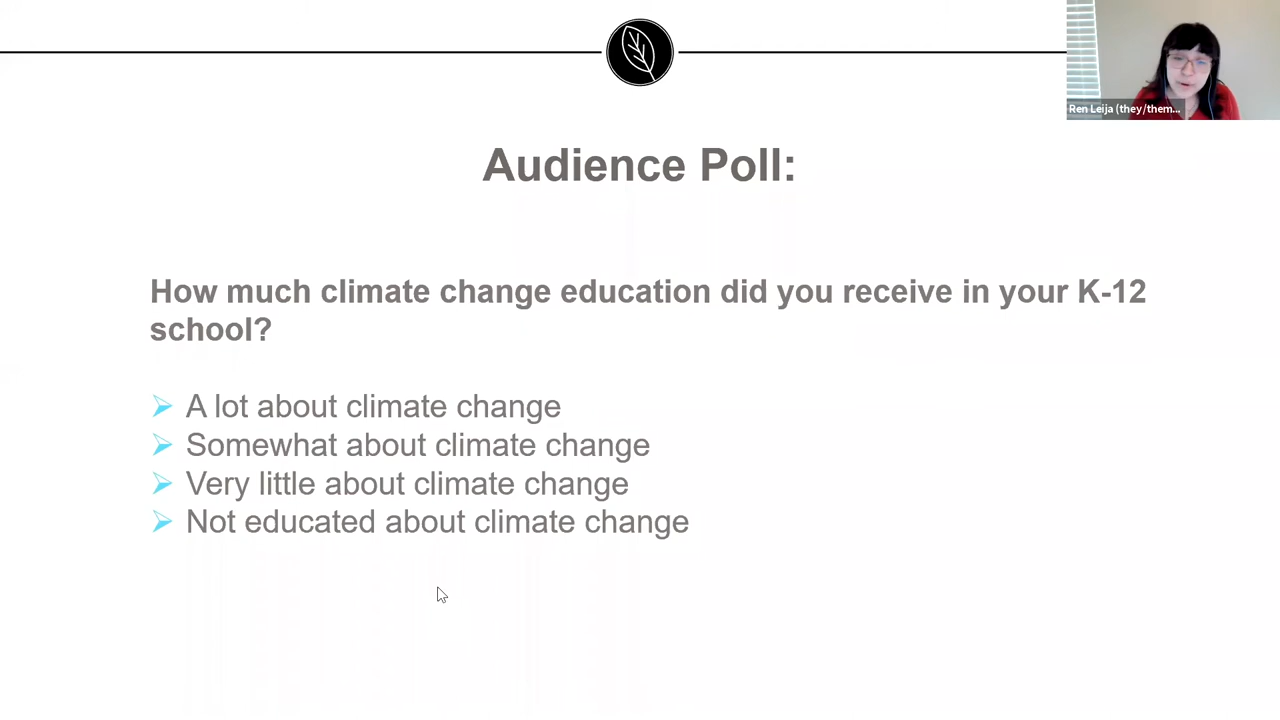 Ren Leija (they/them...
Audience Poll:
How much climate change education did you receive in your K-12
school?
A lot about climate change
Somewhat about climate change
Very little about climate change
Not educated about climate change